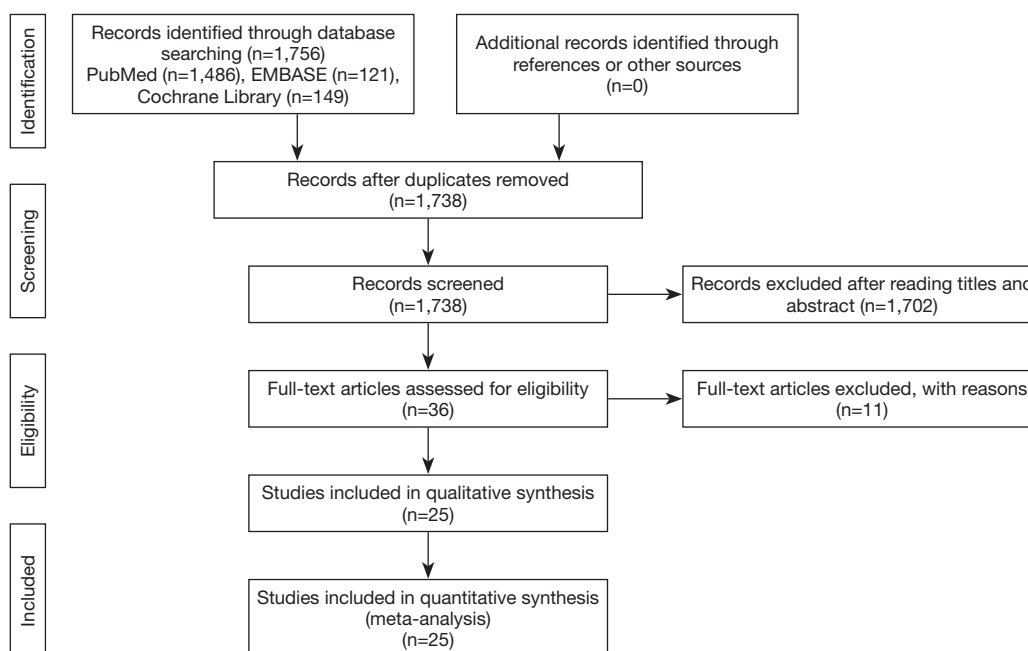 Identification
Records identified through database
searching (n=1,756)
PubMed (n=1,486), EMBASE (n=121),
Cochrane Library (n=149)
Additional records identified through
references or other sources
(n=0)
Screening
Records after duplicates removed
(n=1,738)
Records screened
(n=1,738)
Records excluded after reading titles and
abstract (n=1,702)
Eligibility
Full-text articles assessed for eligibility
(n=36)
Full-text articles excluded, with reasons
(n=11)
Studies included in qualitative synthesis
(n=25)
Included
Studies included in quantitative synthesis
(meta-analysis)
(n=25)